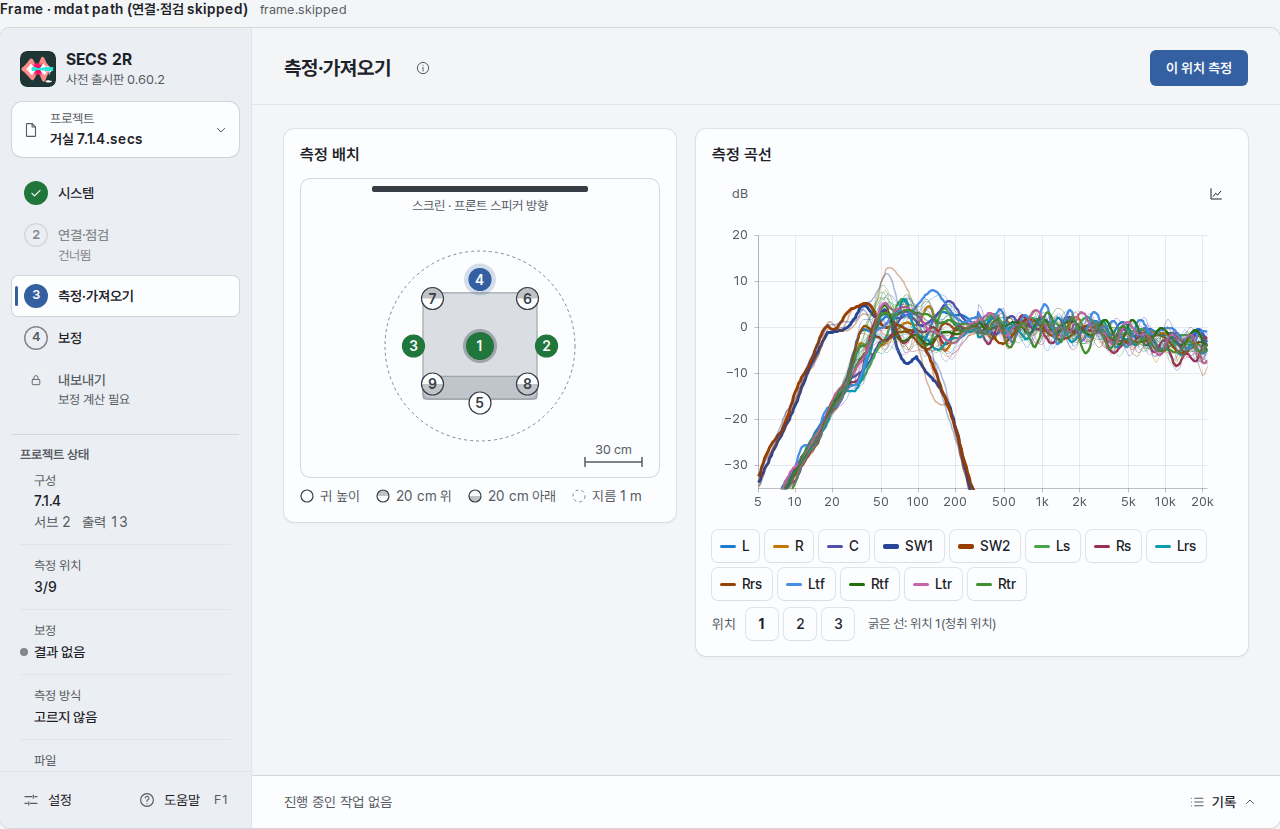 Frame · mdat path (연결·점검 skipped) frame.skipped
SECS 2R
사전 출시판 0.60.2
프로젝트
거실 7.1.4.secs
시스템
2 연결·점검
건너뜀
3 측정·가져오기
4 보정
내보내기
보정 계산 필요
프로젝트 상태
구성
7.1.4
서브 2 출력 13
측정 위치
3/9
보정
결과 없음
측정 방식
고르지 않음
파일
설정 도움말 F1
측정·가져오기
이 위치 측정
측정 배치
스크린 · 프론트 스피커 방향
4
7 6
3 1 2
9 8
5
30 cm
귀 높이 20 cm 위 20 cm 아래 지름 1 m
측정 곡선
dB
20
10
0
−10
−20
−30
5 10 20 50 100 200 500 1k 2k 5k 10k 20k
L R C SW1 SW2 Ls Rs Lrs
Rrs Ltf Rtf Ltr Rtr
위치 1 2 3 굵은 선: 위치 1(청취 위치)
진행 중인 작업 없음
기록